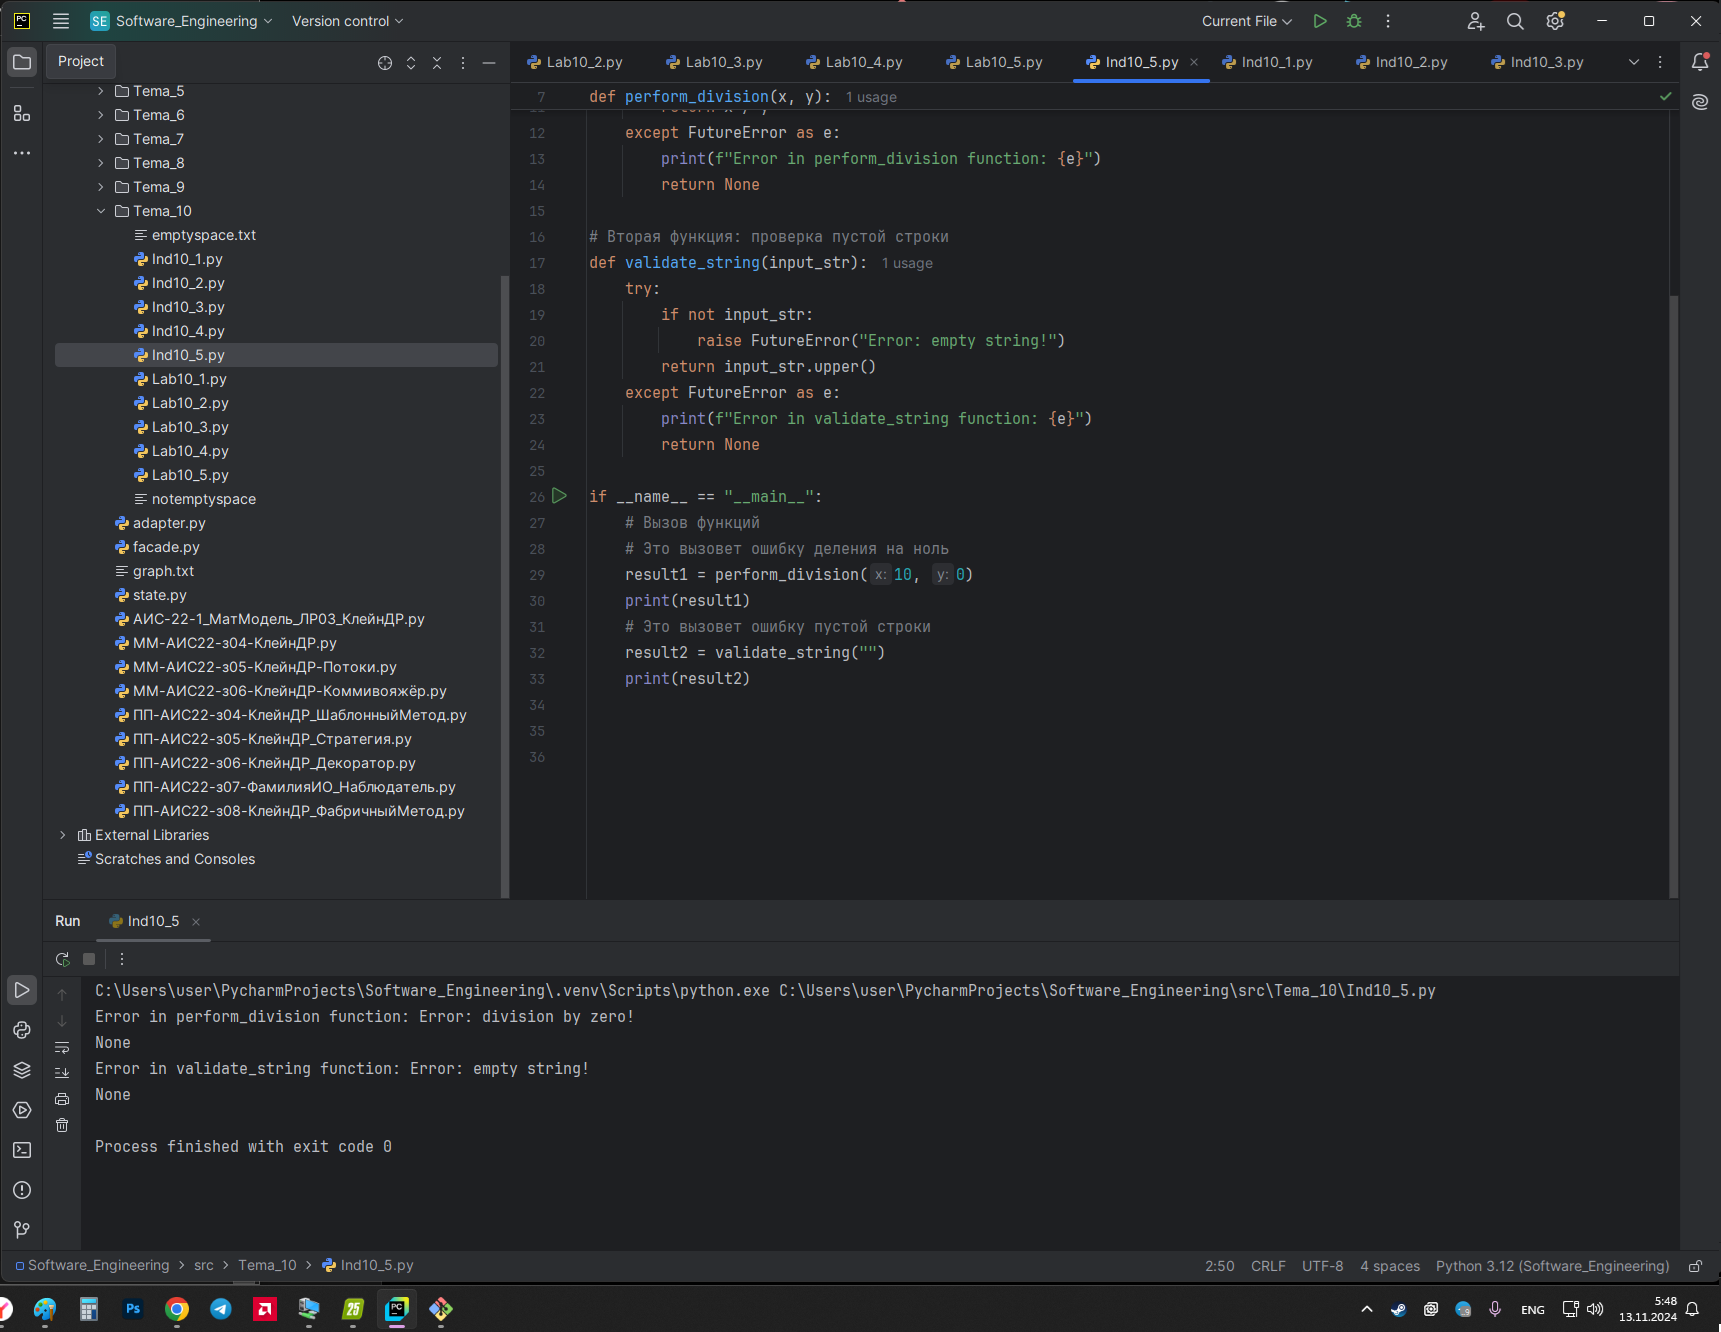 PC
SE Software_Engineering Version control Current File
Project
Tema_5
Tema_6
Tema_7
Tema_8
Tema_9
Tema_10
emptyspace.txt
Ind10_1.py
Ind10_2.py
Ind10_3.py
Ind10_4.py
Ind10_5.py
Lab10_1.py
Lab10_2.py
Lab10_3.py
Lab10_4.py
Lab10_5.py
notemptyspace
adapter.py
facade.py
graph.txt
state.py
АИС-22-1_МатМодель_ЛР03_КлейнДР.py
ММ-АИС22-з04-КлейнДР.py
ММ-АИС22-з05-КлейнДР-Потоки.py
ММ-АИС22-з06-КлейнДР-Коммивояжёр.py
ПП-АИС22-з04-КлейнДР_ШаблонныйМетод.py
ПП-АИС22-з05-КлейнДР_Стратегия.py
ПП-АИС22-з06-КлейнДР_Декоратор.py
ПП-АИС22-з07-ФамилияИО_Наблюдатель.py
ПП-АИС22-з08-КлейнДР_ФабричныйМетод.py
External Libraries
Scratches and Consoles
Lab10_2.py Lab10_3.py Lab10_4.py Lab10_5.py Ind10_5.py Ind10_1.py Ind10_2.py Ind10_3.py
7 def perform_division(x, y): 1 usage
12 except FutureError as e:
13 print(f"Error in perform_division function: {e}")
14 return None
15
16 # Вторая функция: проверка пустой строки
17 def validate_string(input_str): 1 usage
18 try:
19 if not input_str:
20 raise FutureError("Error: empty string!")
21 return input_str.upper()
22 except FutureError as e:
23 print(f"Error in validate_string function: {e}")
24 return None
25
26 if __name__ == "__main__":
27 # Вызов функций
28 # Это вызовет ошибку деления на ноль
29 result1 = perform_division( x: 10, y: 0)
30 print(result1)
31 # Это вызовет ошибку пустой строки
32 result2 = validate_string("")
33 print(result2)
34
35
36
Run Ind10_5
C:\Users\user\PycharmProjects\Software_Engineering\.venv\Scripts\python.exe C:\Users\user\PycharmProjects\Software_Engineering\src\Tema_10\Ind10_5.py
Error in perform_division function: Error: division by zero!
None
Error in validate_string function: Error: empty string!
None
Process finished with exit code 0
Software_Engineering > src > Tema_10 > Ind10_5.py 2:50 CRLF UTF-8 4 spaces Python 3.12 (Software_Engineering)
Ps 25 PC ENG 5:48
13.11.2024